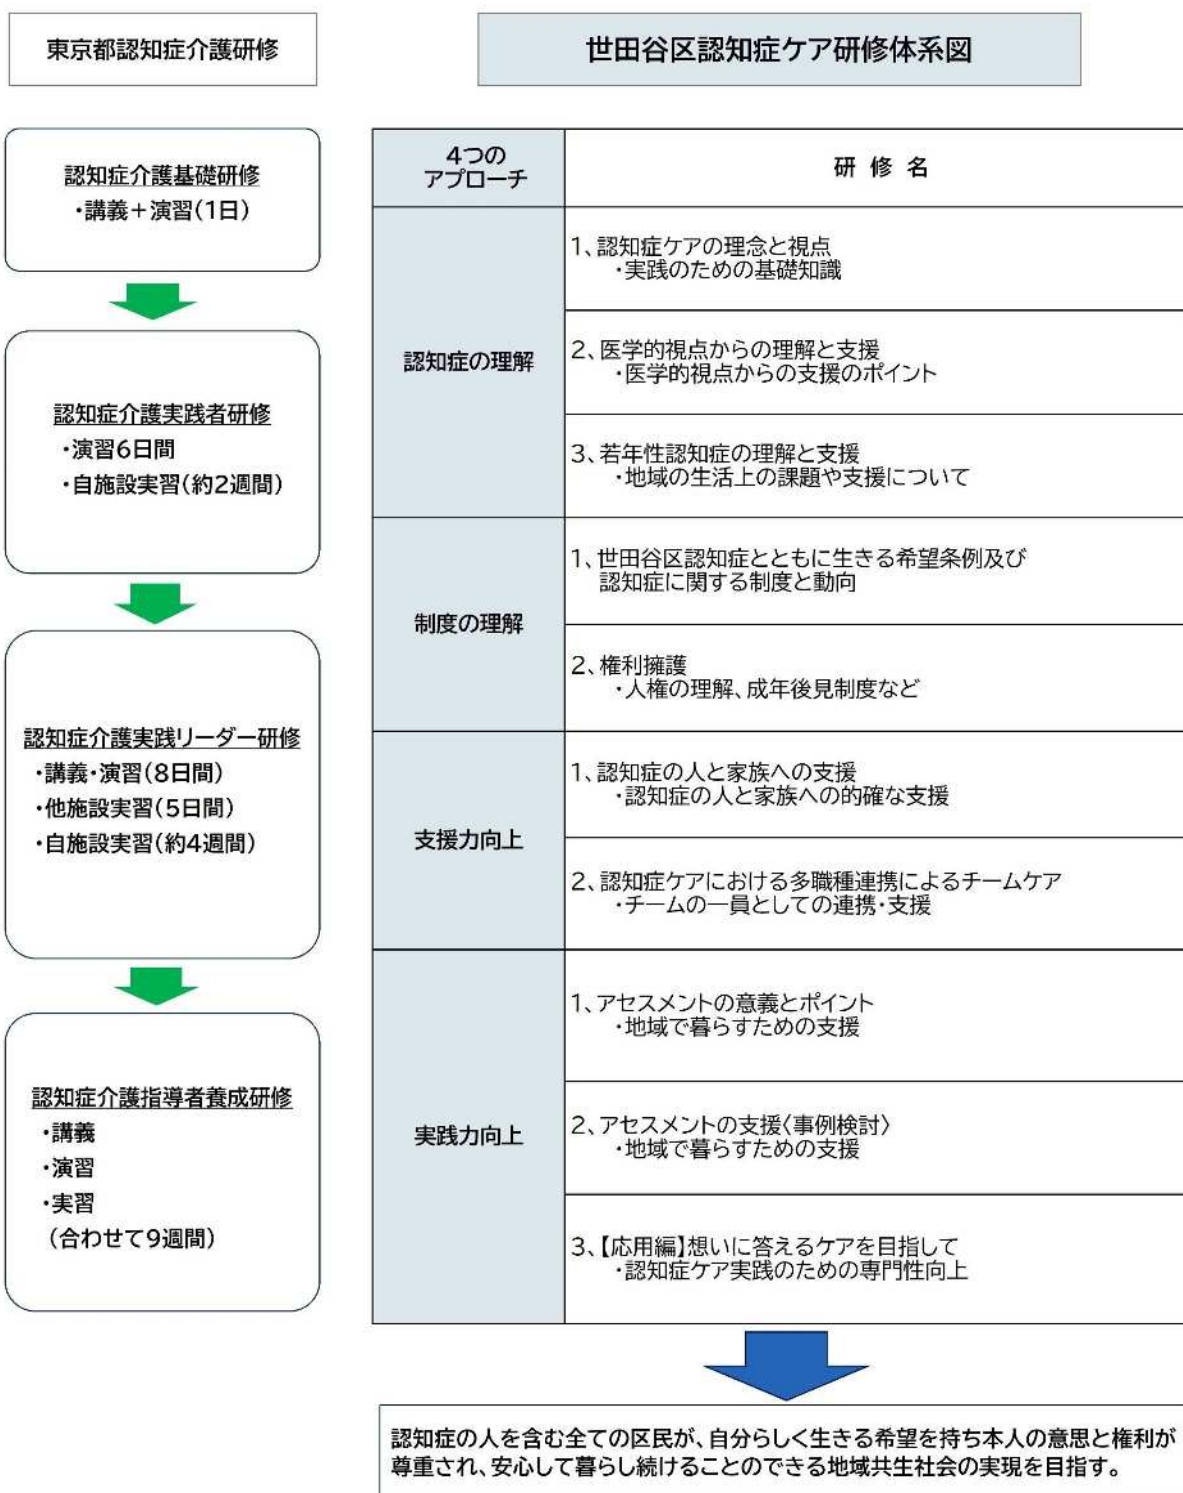 東京都認知症介護研修
認知症介護基礎研修
・講義＋演習(1日)
認知症介護実践者研修
・演習6日間
・自施設実習(約2週間)
認知症介護実践リーダー研修
・講義・演習(8日間)
・他施設実習(5日間)
・自施設実習(約4週間)
認知症介護指導者養成研修
・講義
・演習
・実習
(合わせて9週間)
世田谷区認知症ケア研修体系図
4つの
アプローチ
研 修 名
認知症の理解
1、認知症ケアの理念と視点
・実践のための基礎知識
2、医学的視点からの理解と支援
・医学的視点からの支援のポイント
3、若年性認知症の理解と支援
・地域の生活上の課題や支援について
制度の理解
1、世田谷区認知症とともに生きる希望条例及び
認知症に関する制度と動向
2、権利擁護
・人権の理解、成年後見制度など
支援力向上
1、認知症の人と家族への支援
・認知症の人と家族への的確な支援
2、認知症ケアにおける多職種連携によるチームケア
・チームの一員としての連携・支援
実践力向上
1、アセスメントの意義とポイント
・地域で暮らすための支援
2、アセスメントの支援〈事例検討〉
・地域で暮らすための支援
3、【応用編】想いに答えるケアを目指して
・認知症ケア実践のための専門性向上
認知症の人を含む全ての区民が、自分らしく生きる希望を持ち本人の意思と権利が
尊重され、安心して暮らし続けることのできる地域共生社会の実現を目指す。